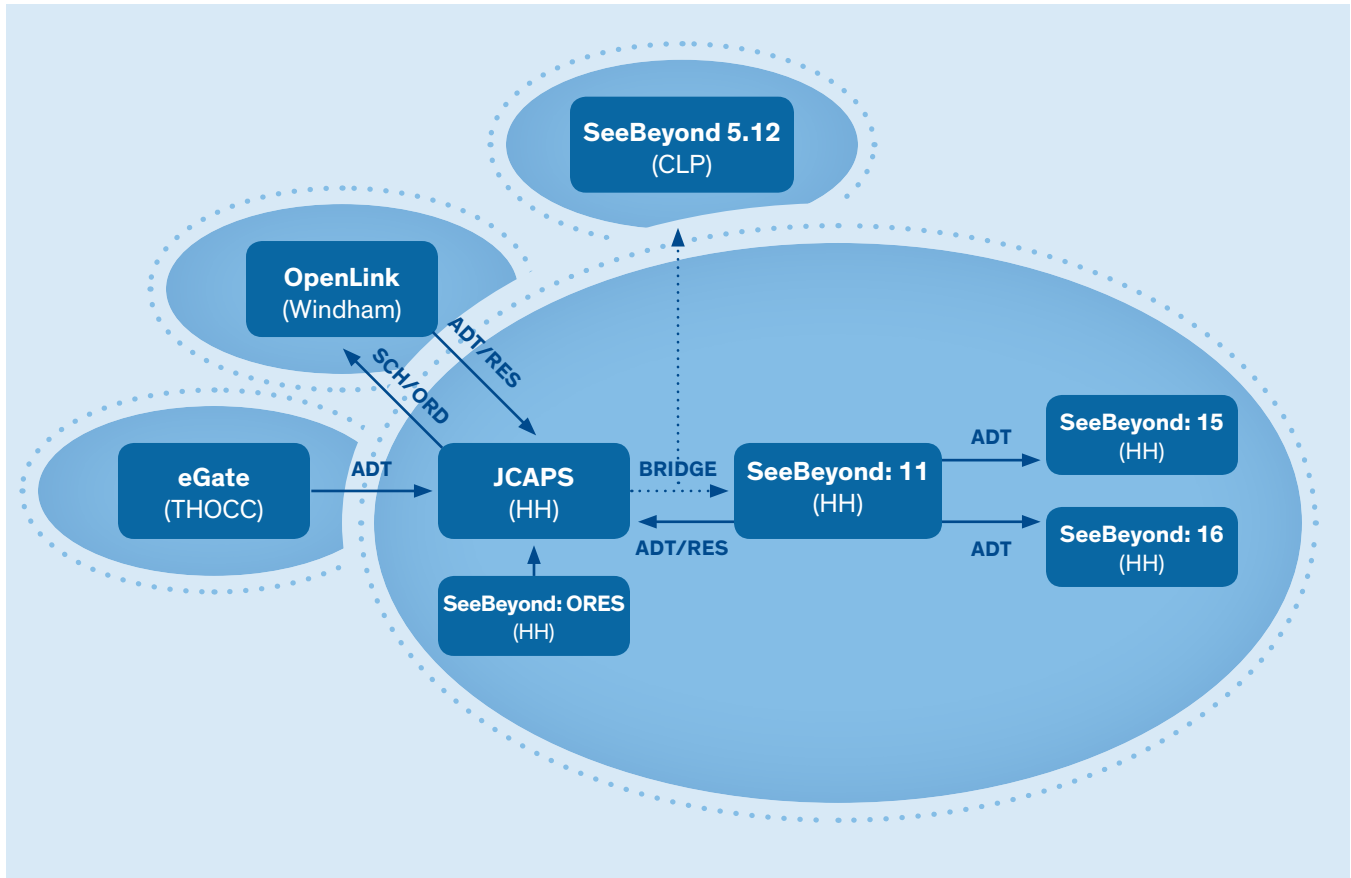 SeeBeyond 5.12
(CLP)
OpenLink
(Windham)
ADT/RES
SCH/ORD
eGate
(THOCC)
ADT
JCAPS
(HH)
BRIDGE
ADT/RES
SeeBeyond: 11
(HH)
ADT
SeeBeyond: 15
(HH)
ADT
SeeBeyond: 16
(HH)
SeeBeyond: ORES
(HH)